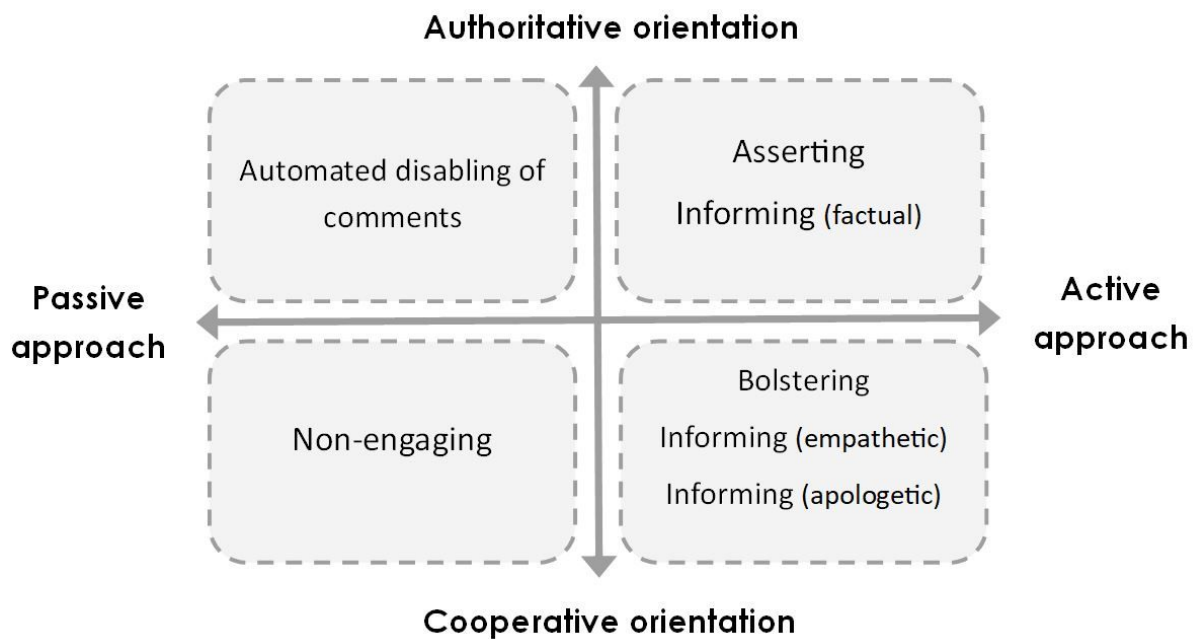 Authoritative orientation
Automated disabling of
comments
Asserting
Informing (factual)
Passive
approach
Active
approach
Non-engaging
Bolstering
Informing (empathetic)
Informing (apologetic)
Cooperative orientation